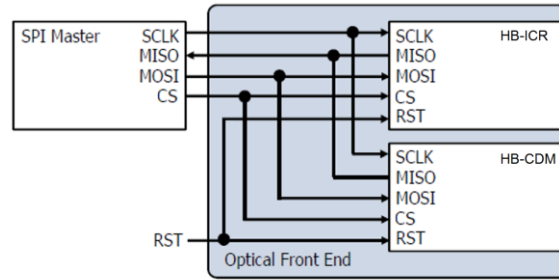 SPI Master
SCLK
MISO
MOSI
CS
SCLK
MISO
MOSI
CS
RST
HB-ICR
SCLK
MISO
MOSI
CS
RST
HB-CDM
RST
Optical Front End